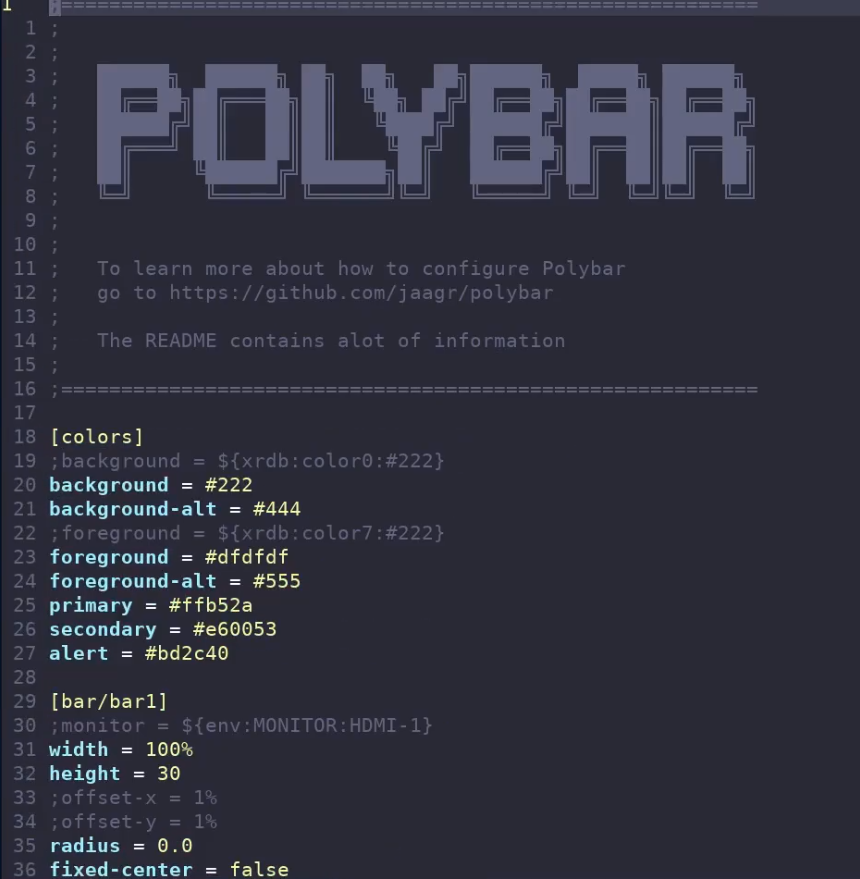 1 ;==========================================================
1 ;
2 ;
3 ;   ██████╗  ██████╗ ██╗   ██╗   ██╗██████╗  █████╗ ██████╗
4 ;   ██╔══██╗██╔═══██╗██║   ╚██╗ ██╔╝██╔══██╗██╔══██╗██╔══██╗
5 ;   ██████╔╝██║   ██║██║    ╚████╔╝ ██████╔╝███████║██████╔╝
6 ;   ██╔═══╝ ██║   ██║██║     ╚██╔╝  ██╔══██╗██╔══██║██╔══██╗
7 ;   ██║     ╚██████╔╝███████╗██║   ██████╔╝██║  ██║██║  ██║
8 ;   ╚═╝      ╚═════╝ ╚══════╝╚═╝   ╚═════╝ ╚═╝  ╚═╝╚═╝  ╚═╝
9 ;
10 ;
11 ;   To learn more about how to configure Polybar
12 ;   go to https://github.com/jaagr/polybar
13 ;
14 ;   The README contains alot of information
15 ;
16 ;==========================================================
17
18 [colors]
19 ;background = ${xrdb:color0:#222}
20 background = #222
21 background-alt = #444
22 ;foreground = ${xrdb:color7:#222}
23 foreground = #dfdfdf
24 foreground-alt = #555
25 primary = #ffb52a
26 secondary = #e60053
27 alert = #bd2c40
28
29 [bar/bar1]
30 ;monitor = ${env:MONITOR:HDMI-1}
31 width = 100%
32 height = 30
33 ;offset-x = 1%
34 ;offset-y = 1%
35 radius = 0.0
36 fixed-center = false